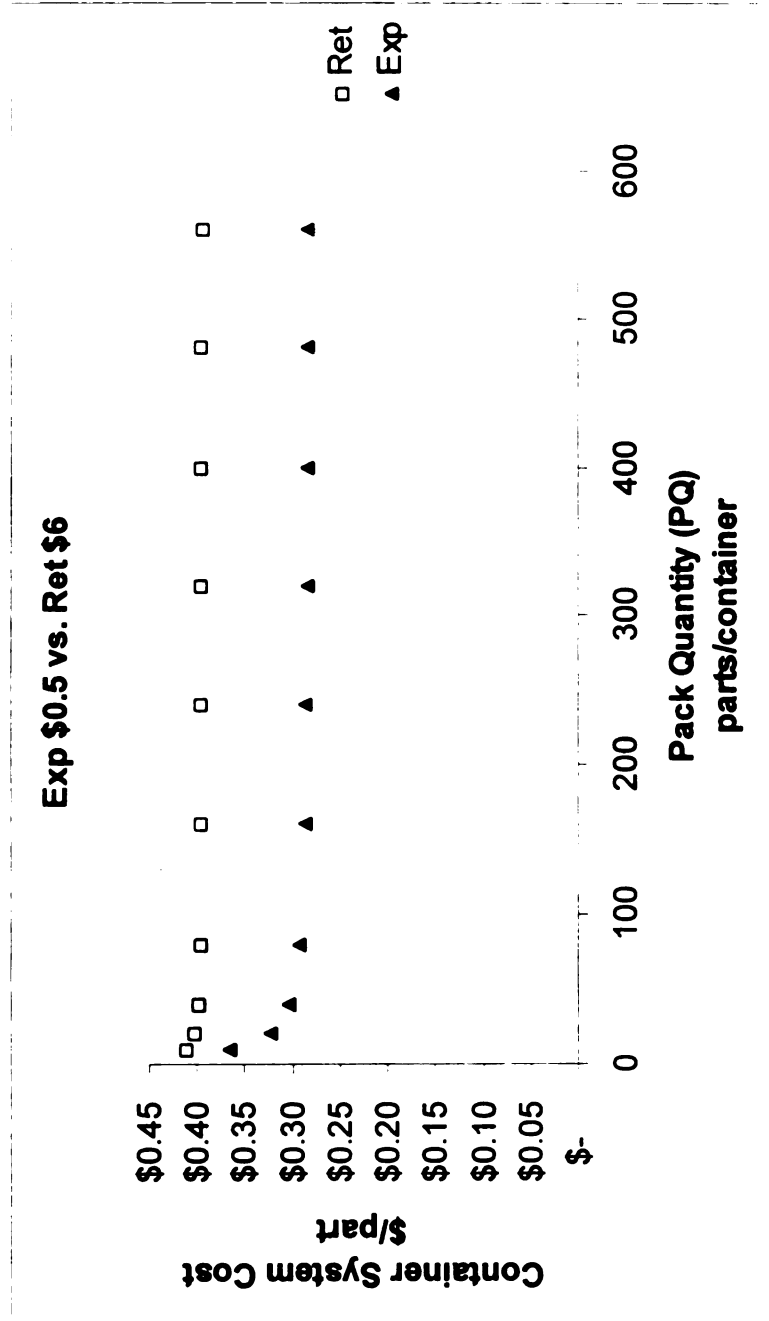 Exp $0.5 vs. Ret $6
Container System Cost
$/part
$0.45
$0.40
$0.35
$0.30
$0.25
$0.20
$0.15
$0.10
$0.05
$-
0
100
200
300
400
500
600
Pack Quantity (PQ)
parts/container
Ret
Exp